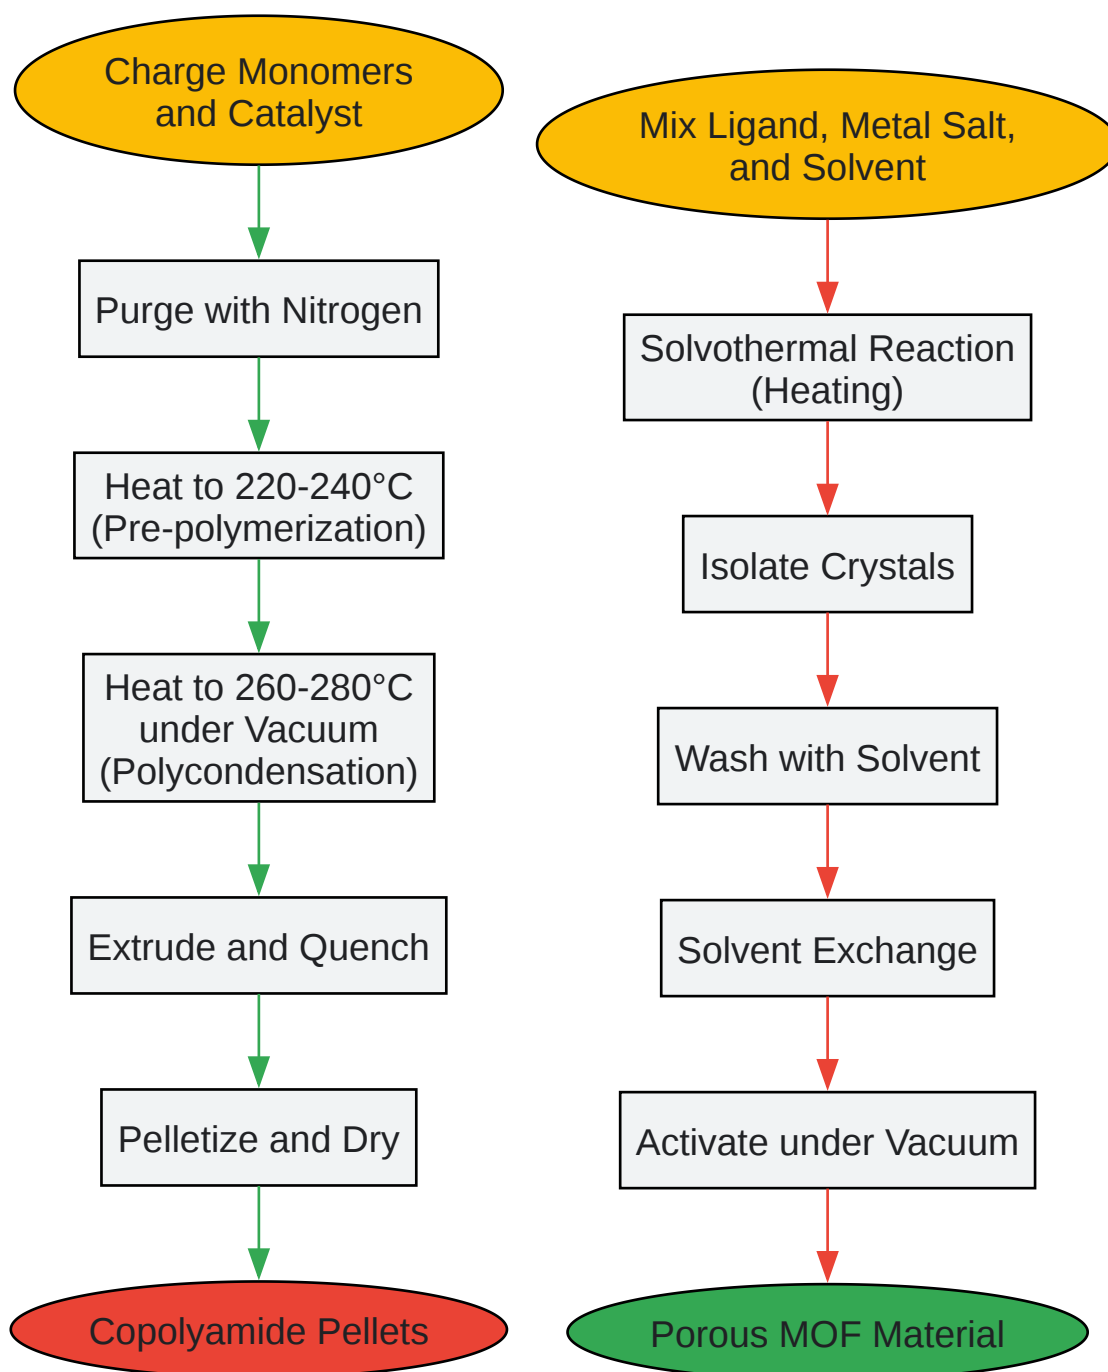 Charge Monomers
and Catalyst
Purge with Nitrogen
Heat to 220-240°C
(Pre-polymerization)
Heat to 260-280°C
under Vacuum
(Polycondensation)
Extrude and Quench
Pelletize and Dry
Copolyamide Pellets
Mix Ligand, Metal Salt,
and Solvent
Solvothermal Reaction
(Heating)
Isolate Crystals
Wash with Solvent
Solvent Exchange
Activate under Vacuum
Porous MOF Material